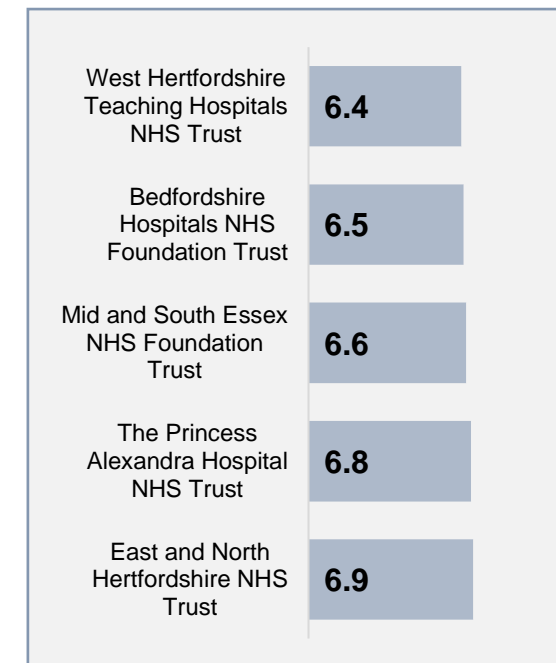 West Hertfordshire
Teaching Hospitals
NHS Trust
6.4
Bedfordshire
Hospitals NHS
Foundation Trust
6.5
Mid and South Essex
NHS Foundation
Trust
6.6
The Princess
Alexandra Hospital
NHS Trust
6.8
East and North
Hertfordshire NHS
Trust
6.9